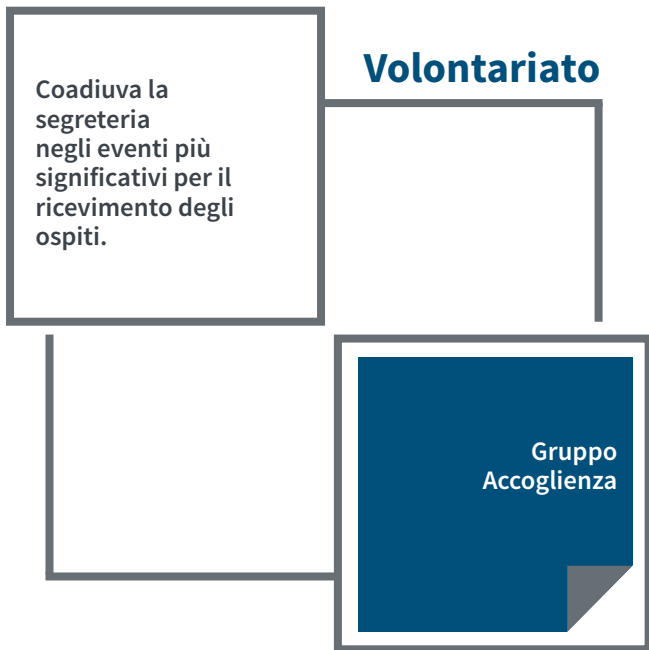 Volontariato
Coadiuva la
segreteria
negli eventi più
significativi per il
ricevimento degli
ospiti.
Gruppo
Accoglienza